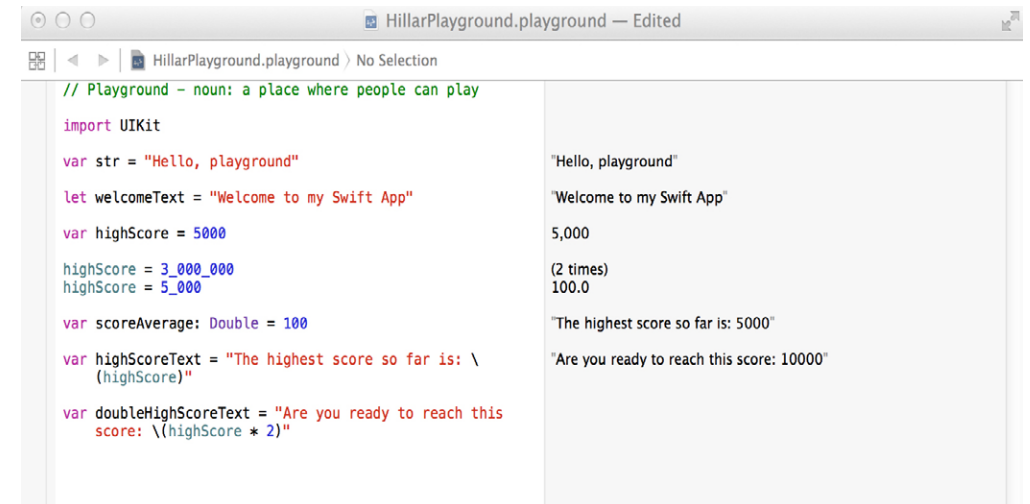 HillarPlayground.playground — Edited
HillarPlayground.playground 〉 No Selection
// Playground – noun: a place where people can play
import UIKit
var str = "Hello, playground"
"Hello, playground"
let welcomeText = "Welcome to my Swift App"
"Welcome to my Swift App"
var highScore = 5000
5,000
highScore = 3_000_000
(2 times)
highScore = 5_000
100.0
var scoreAverage: Double = 100
"The highest score so far is: 5000"
var highScoreText = "The highest score so far is: \
"Are you ready to reach this score: 10000"
(highScore)"
var doubleHighScoreText = "Are you ready to reach this
score: \(highScore * 2)"